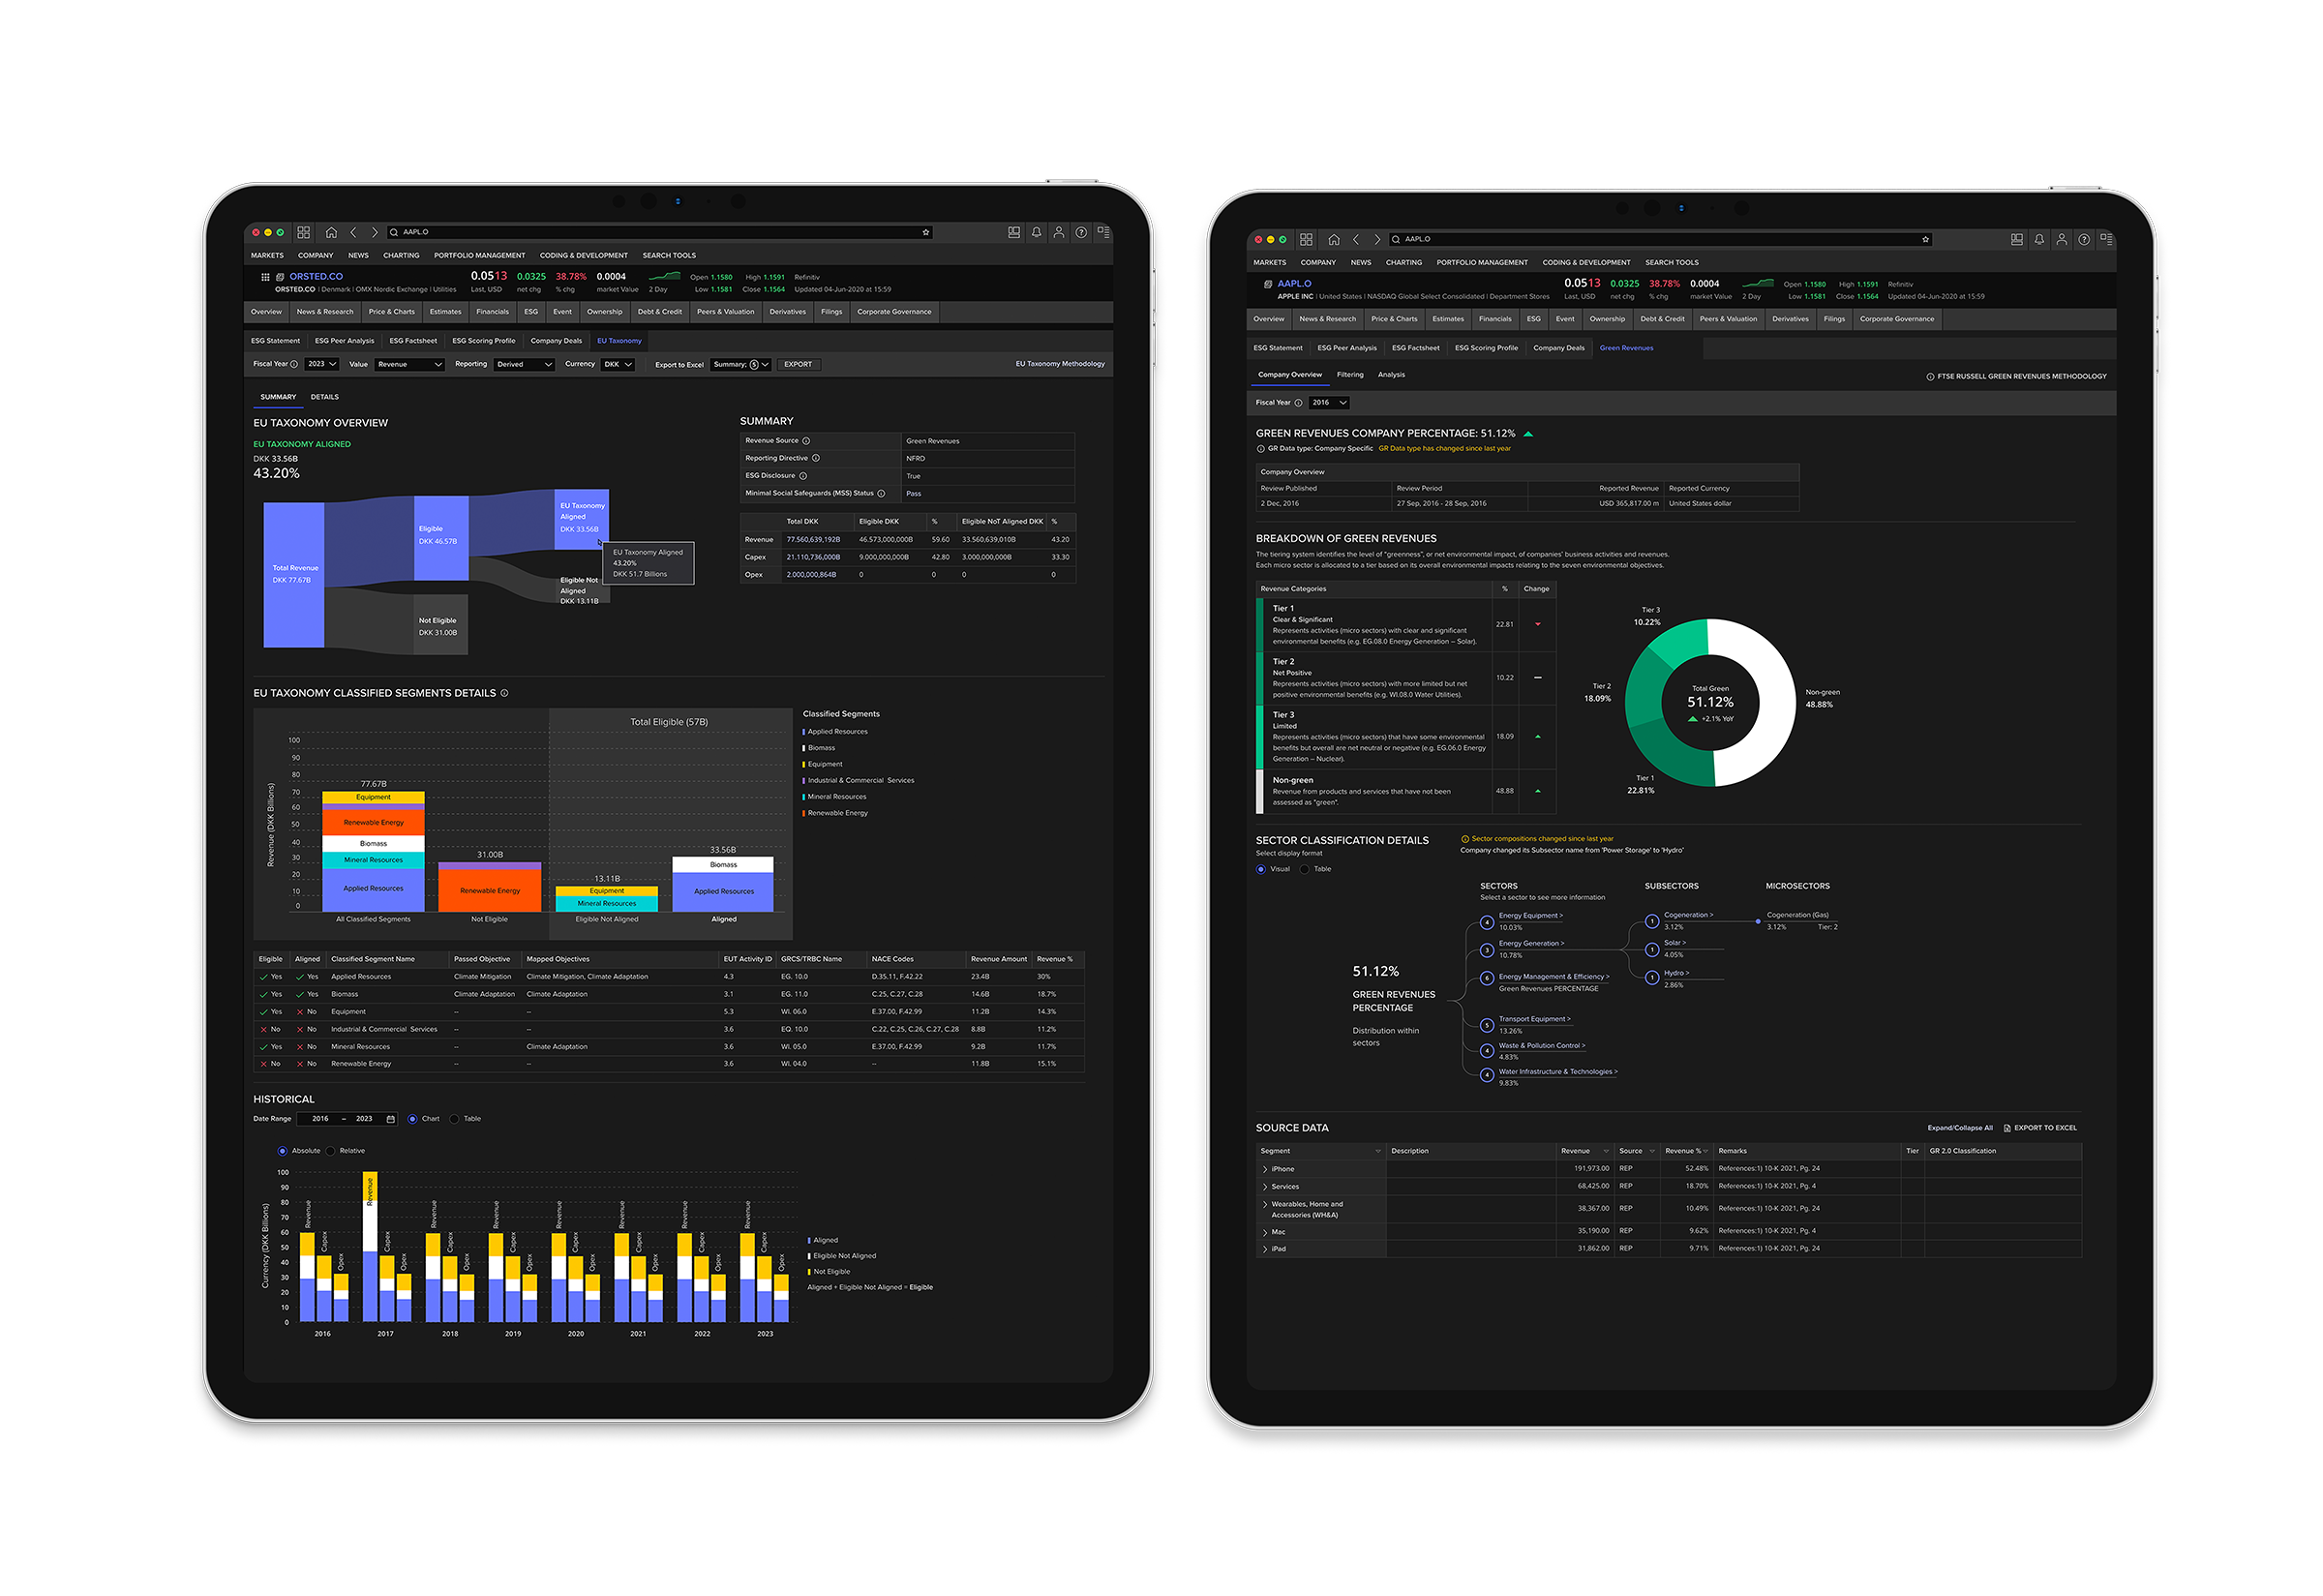 AAPL.O
MARKETS COMPANY NEWS CHARTING PORTFOLIO MANAGEMENT CODING & DEVELOPMENT SEARCH TOOLS
ORSTED.CO 0.0513 0.0325 38.78% 0.0004 Open 1.1580 High 1.1591 Refinitiv
ORSTED.CO | Denmark | OMX Nordic Exchange | Utilities Last, USD net chg % chg market Value 2 Day Low 1.1581 Close 1.1564 Updated 04-Jun-2020 at 15:59
Overview News & Research Price & Charts Estimates Financials ESG Event Ownership Debt & Credit Peers & Valuation Derivatives Filings Corporate Governance
ESG Statement ESG Peer Analysis ESG Factsheet ESG Scoring Profile Company Deals EU Taxonomy
Fiscal Year 2023 Value Revenue Reporting Derived Currency DKK Export to Excel Summary; EXPORT EU Taxonomy Methodology
SUMMARY DETAILS
EU TAXONOMY OVERVIEW
EU TAXONOMY ALIGNED
DKK 33.56B
43.20%
Total Revenue
DKK 77.67B
Eligible
DKK 46.57B
Not Eligible
DKK 31.00B
EU Taxonomy
Aligned
DKK 33.56B
Eligible Not
Aligned
DKK 13.11B
EU Taxonomy Aligned
43.20%
DKK 51.7 Billions
SUMMARY
Revenue Source Green Revenues
Reporting Directive NFRD
ESG Disclosure True
Minimal Social Safeguards (MSS) Status Pass
Total DKK Eligible DKK % Eligible NoT Aligned DKK %
Revenue 77.560,639,192B 46.573,000,000B 59.60 33.560,639,010B 43.20
Capex 21.110,736,000B 9.000,000,000B 42.80 3.000,000,000B 33.30
Opex 2.000,000,864B 0 0 0 0
EU TAXONOMY CLASSIFIED SEGMENTS DETAILS
Total Eligible (57B)
Revenue (DKK Billions)
100
90
80
70
60
50
40
30
20
10
0
77.67B
Equipment
Renewable Energy
Biomass
Mineral Resources
Applied Resources
31.00B
Renewable Energy
13.11B
Equipment
Mineral Resources
33.56B
Biomass
Applied Resources
All Classified Segments Not Eligible Eligible Not Aligned Aligned
Classified Segments
Applied Resources
Biomass
Equipment
Industrial & Commercial Services
Mineral Resources
Renewable Energy
Eligible Aligned Classified Segment Name Passed Objective Mapped Objectives EUT Activity ID GRCS/TRBC Name NACE Codes Revenue Amount Revenue %
Yes Yes Applied Resources Climate Mitigation Climate Mitigation, Climate Adaptation 4.3 EG. 10.0 D.35.11, F.42.22 23.4B 30%
Yes Yes Biomass Climate Adaptation Climate Adaptation 3.1 EG. 11.0 C.25, C.27, C.28 14.6B 18.7%
Yes No Equipment -- -- 5.3 WI. 06.0 E.37.00, F.42.99 11.2B 14.3%
No No Industrial & Commercial Services -- -- 3.6 EQ. 10.0 C.22, C.25, C.26, C.27, C.28 8.8B 11.2%
Yes No Mineral Resources -- Climate Adaptation 3.6 WI. 05.0 E.37.00, F.42.99 9.2B 11.7%
No No Renewable Energy -- -- 3.6 WI. 04.0 -- 11.8B 15.1%
HISTORICAL
Date Range 2016 – 2023 Chart Table
Absolute Relative
Currency (DKK Billions)
100
90
80
70
60
50
40
30
20
10
0
Revenue Capex Opex Revenue Capex Opex Revenue Capex Opex Revenue Capex Opex Revenue Capex Opex Revenue Capex Opex Revenue Capex Opex Revenue Capex Opex
2016 2017 2018 2019 2020 2021 2022 2023
Aligned
Eligible Not Aligned
Not Eligible
Aligned + Eligible Not Aligned = Eligible
AAPL.O
MARKETS COMPANY NEWS CHARTING PORTFOLIO MANAGEMENT CODING & DEVELOPMENT SEARCH TOOLS
AAPL.O 0.0513 0.0325 38.78% 0.0004 Open 1.1580 High 1.1591 Refinitiv
APPLE INC | United States | NASDAQ Global Select Consolidated | Department Stores Last, USD net chg % chg market Value 2 Day Low 1.1581 Close 1.1564 Updated 04-Jun-2020 at 15:59
Overview News & Research Price & Charts Estimates Financials ESG Event Ownership Debt & Credit Peers & Valuation Derivatives Filings Corporate Governance
ESG Statement ESG Peer Analysis ESG Factsheet ESG Scoring Profile Company Deals Green Revenues
Company Overview Filtering Analysis FTSE RUSSELL GREEN REVENUES METHODOLOGY
Fiscal Year 2016
GREEN REVENUES COMPANY PERCENTAGE: 51.12%
GR Data type: Company Specific GR Data type has changed since last year
Company Overview
Review Published Review Period Reported Revenue Reported Currency
2 Dec, 2016 27 Sep, 2016 - 28 Sep, 2016 USD 365,817.00 m United States dollar
BREAKDOWN OF GREEN REVENUES
The tiering system identifies the level of "greenness", or net environmental impact, of companies' business activities and revenues.
Each micro sector is allocated to a tier based on its overall environmental impacts relating to the seven environmental objectives.
Revenue Categories % Change
Tier 1
Clear & Significant
Represents activities (micro sectors) with clear and significant
environmental benefits (e.g. EG.08.0 Energy Generation – Solar).
22.81
Tier 2
Net Positive
Represents activities (micro sectors) with more limited but net
positive environmental benefits (e.g. WI.08.0 Water Utilities).
10.22
Tier 3
Limited
Represents activities (micro sectors) that have some environmental
benefits but overall are net neutral or negative (e.g. EG.06.0 Energy
Generation – Nuclear).
18.09
Non-green
Revenue from products and services that have not been
assessed as "green".
48.88
Tier 3
10.22%
Tier 2
18.09%
Tier 1
22.81%
Total Green
51.12%
+2.1% YoY
Non-green
48.88%
SECTOR CLASSIFICATION DETAILS
Select display format
Visual Table
Sector compositions changed since last year
Company changed its Subsector name from 'Power Storage' to 'Hydro'
SECTORS SUBSECTORS MICROSECTORS
Select a sector to see more information
51.12%
GREEN REVENUES
PERCENTAGE
Distribution within
sectors
4 Energy Equipment >
10.03%
3 Energy Generation >
10.78%
6 Energy Management & Efficiency >
Green Revenues PERCENTAGE
5 Transport Equipment >
13.26%
4 Waste & Pollution Control >
4.83%
4 Water Infrastructure & Technologies >
9.83%
1 Cogeneration >
3.12%
1 Solar >
4.05%
1 Hydro >
2.86%
Cogeneration (Gas)
3.12% Tier: 2
SOURCE DATA Expand/Collapse All EXPORT TO EXCEL
Segment Description Revenue Source Revenue % Remarks Tier GR 2.0 Classification
iPhone 191,973.00 REP 52.48% References:1) 10-K 2021, Pg. 24
Services 68,425.00 REP 18.70% References:1) 10-K 2021, Pg. 4
Wearables, Home and
Accessories (WH&A) 38,367.00 REP 10.49% References:1) 10-K 2021, Pg. 24
Mac 35,190.00 REP 9.62% References:1) 10-K 2021, Pg. 4
iPad 31,862.00 REP 9.71% References:1) 10-K 2021, Pg. 24